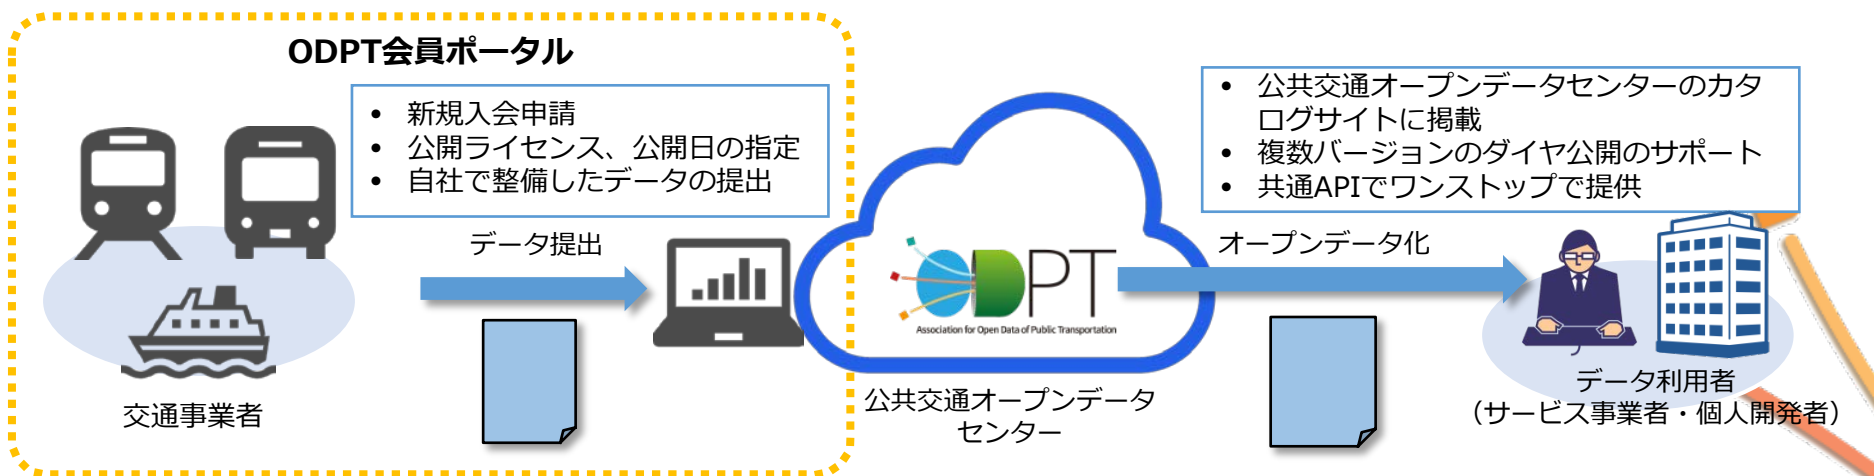 ODPT会員ポータル
• 新規入会申請
• 公開ライセンス、公開日の指定
• 自社で整備したデータの提出
データ提出
交通事業者
ODPT
Association for Open Data of Public Transportation
公共交通オープンデータ
センター
• 公共交通オープンデータセンターのカタ
ログサイトに掲載
• 複数バージョンのダイヤ公開のサポート
• 共通APIでワンストップで提供
オープンデータ化
データ利用者
（サービス事業者・個人開発者）